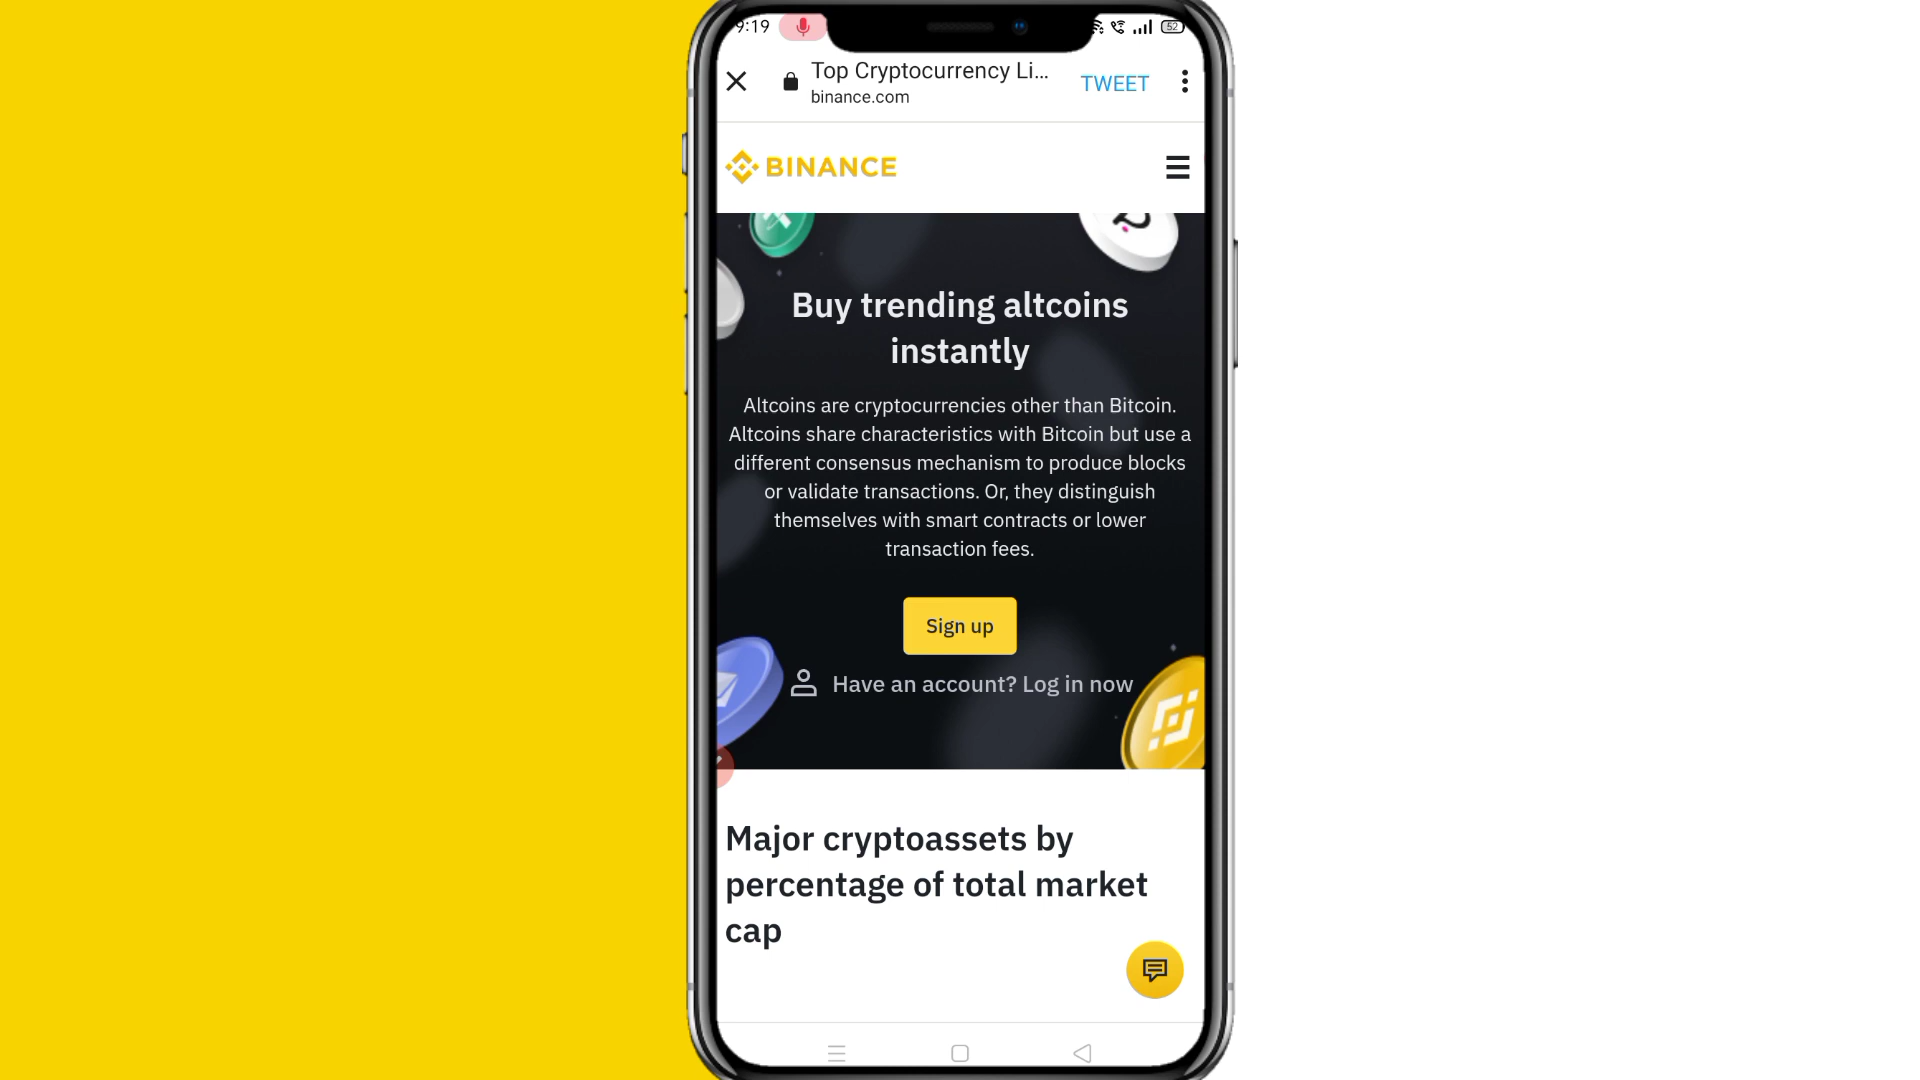 9:19
52
Top Cryptocurrency Li...
binance.com
TWEET
BINANCE
Buy trending altcoins
instantly
Altcoins are cryptocurrencies other than Bitcoin.
Altcoins share characteristics with Bitcoin but use a
different consensus mechanism to produce blocks
or validate transactions. Or, they distinguish
themselves with smart contracts or lower
transaction fees.
Sign up
Have an account? Log in now
Major cryptoassets by
percentage of total market
cap